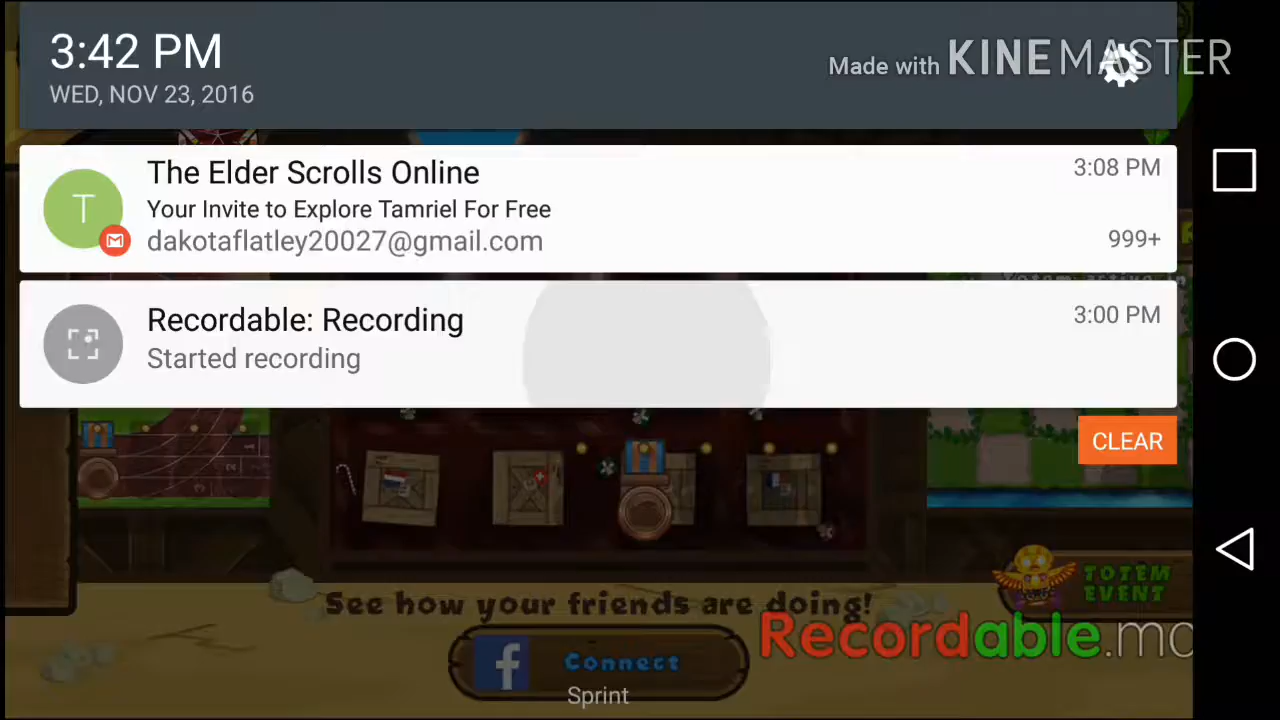 3:42 PM
WED, NOV 23, 2016
Made with KINEMASTER
The Elder Scrolls Online
3:08 PM
Your Invite to Explore Tamriel For Free
dakotaflatley20027@gmail.com
999+
T
Recordable: Recording
3:00 PM
Started recording
CLEAR
TOTEM
EVENT
See how your friends are doing!
Recordable.mo
f Connect
Sprint